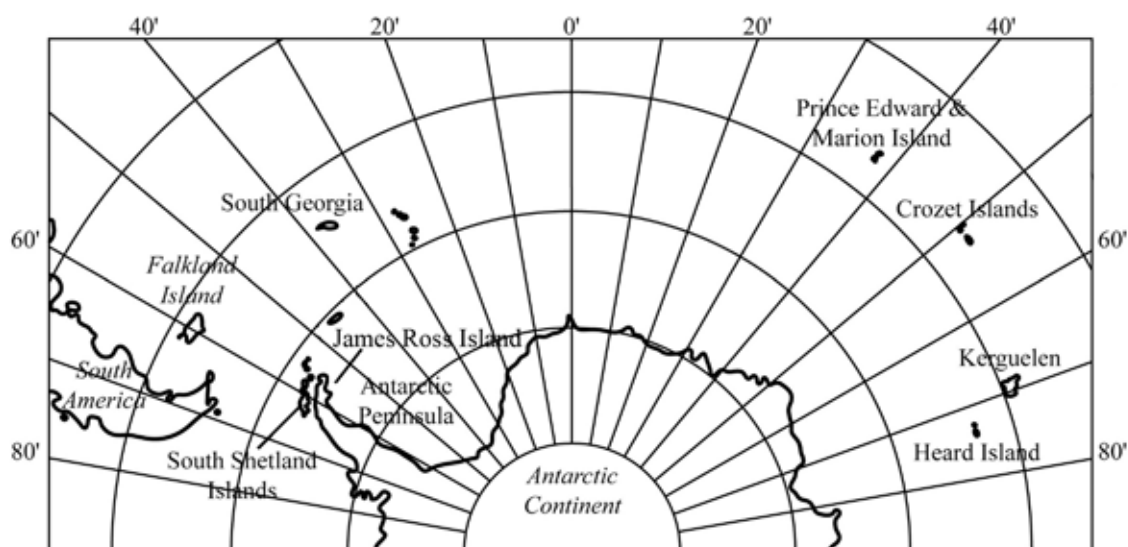 40' 20' 0' 20' 40'
Prince Edward &
Marion Island
South Georgia
Crozet Islands
60'
60'
Falkland
Island
James Ross Island
Kerguelen
South
America
Antarctic
Peninsula
80'
80'
South Shetland
Islands
Heard Island
Antarctic
Continent